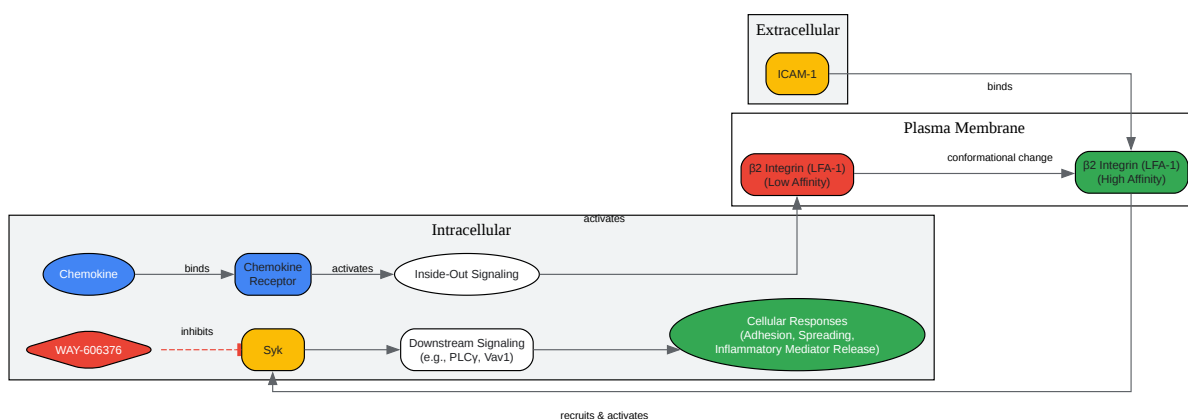 Extracellular
ICAM-1
binds
Plasma Membrane
β2 Integrin (LFA-1)
(Low Affinity)
conformational change
β2 Integrin (LFA-1)
(High Affinity)
activates
Intracellular
Chemokine
binds
Chemokine
Receptor
activates
Inside-Out Signaling
WAY-606376
inhibits
Syk
Downstream Signaling
(e.g., PLCγ, Vav1)
Cellular Responses
(Adhesion, Spreading,
Inflammatory Mediator Release)
recruits & activates